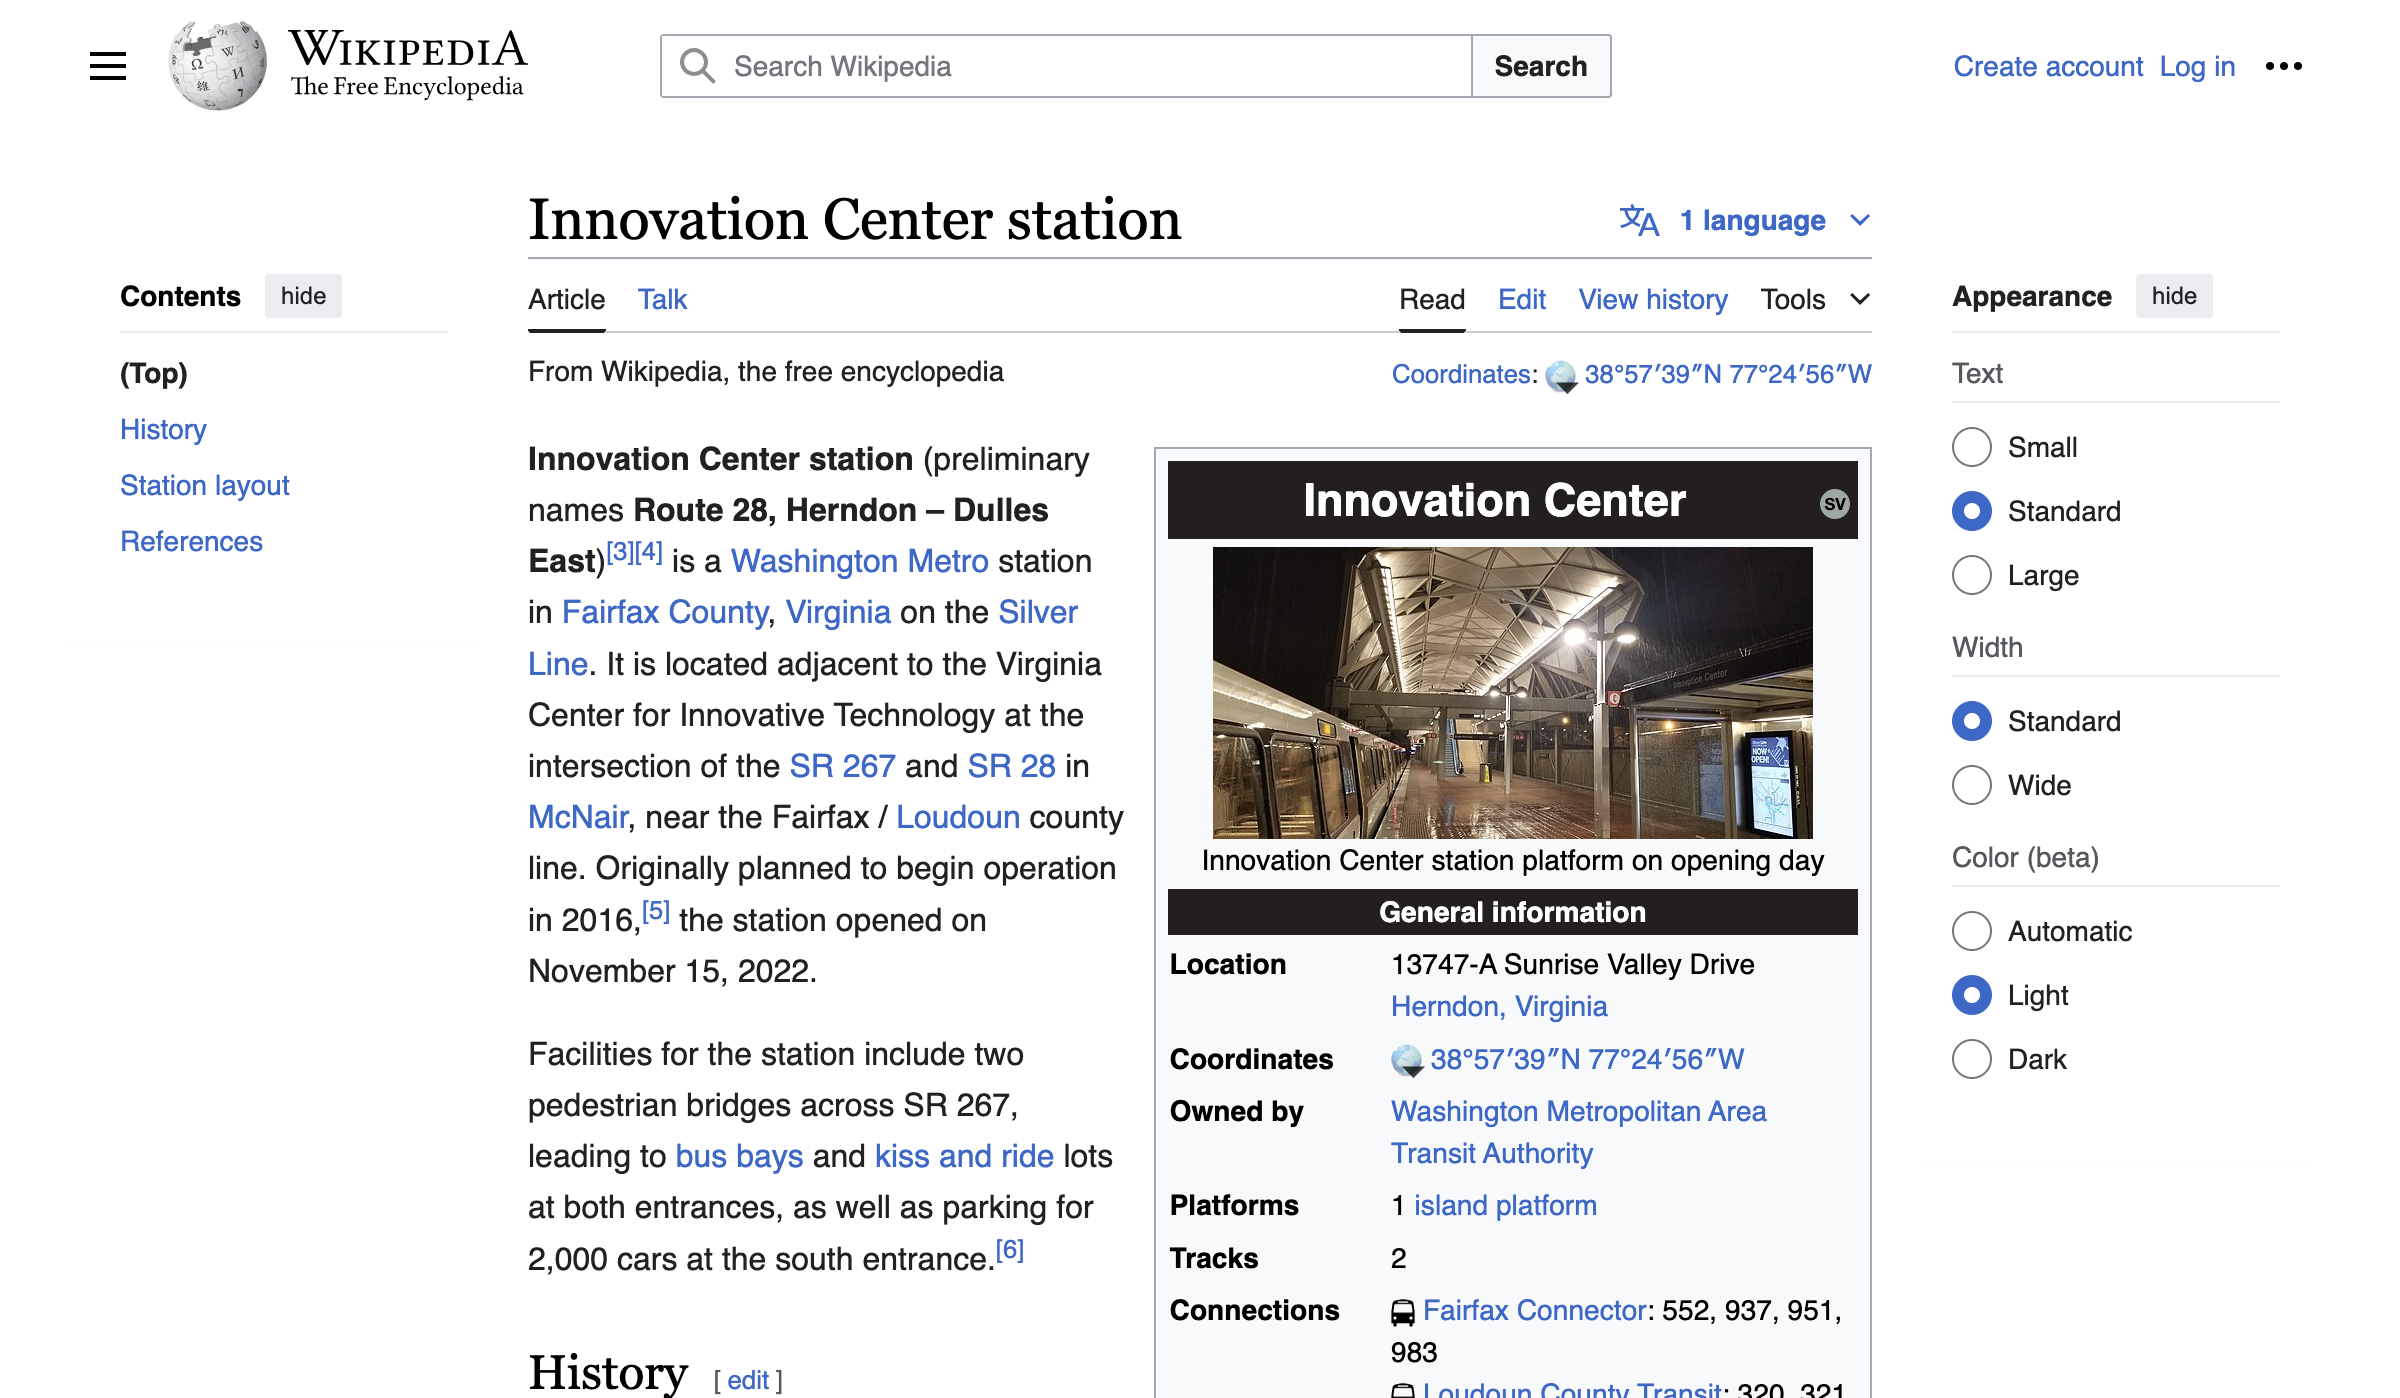 WIKIPEDIA
The Free Encyclopedia
Search Wikipedia
Search
Create account
Log in
Innovation Center station
1 language
Contents
hide
(Top)
History
Station layout
References
Article
Talk
Read
Edit
View history
Tools
From Wikipedia, the free encyclopedia
Coordinates: 38°57′39″N 77°24′56″W
Innovation Center station (preliminary
names Route 28, Herndon – Dulles
East)[3][4] is a Washington Metro station
in Fairfax County, Virginia on the Silver
Line. It is located adjacent to the Virginia
Center for Innovative Technology at the
intersection of the SR 267 and SR 28 in
McNair, near the Fairfax / Loudoun county
line. Originally planned to begin operation
in 2016,[5] the station opened on
November 15, 2022.
Facilities for the station include two
pedestrian bridges across SR 267,
leading to bus bays and kiss and ride lots
at both entrances, as well as parking for
2,000 cars at the south entrance.[6]
History [ edit ]
Innovation Center
SV
Innovation Center
NOW
OPEN!
Innovation Center station platform on opening day
General information
Location
13747-A Sunrise Valley Drive
Herndon, Virginia
Coordinates
38°57′39″N 77°24′56″W
Owned by
Washington Metropolitan Area
Transit Authority
Platforms
1 island platform
Tracks
2
Connections
Fairfax Connector: 552, 937, 951,
983
Loudoun County Transit: 320, 321
Appearance
hide
Text
Small
Standard
Large
Width
Standard
Wide
Color (beta)
Automatic
Light
Dark